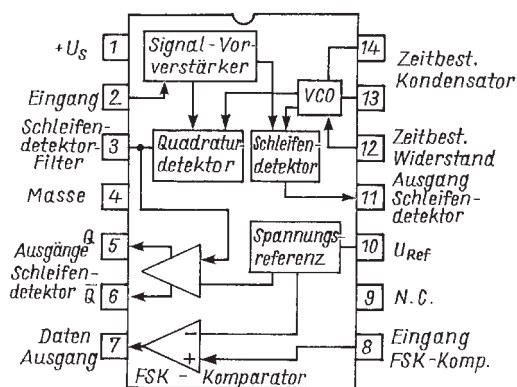 +U_S
1
Eingang
2
Schleifen-
detektor-
Filter
3
Masse
4
Q
Ausgänge
5
Schleifen-
detektor
Q̅
6
Daten
Ausgang
7
Signal-Vor-
verstärker
VCO
Quadratur-
detektor
Schleifen-
detektor
Spannungs-
referenz
−
+
FSK - Komparator
14
Zeitbest.
Kondensator
13
12
Zeitbest.
Widerstand
11
Ausgang
Schleifen-
detektor
10
U_Ref
9
N.C.
8
Eingang
FSK-Komp.